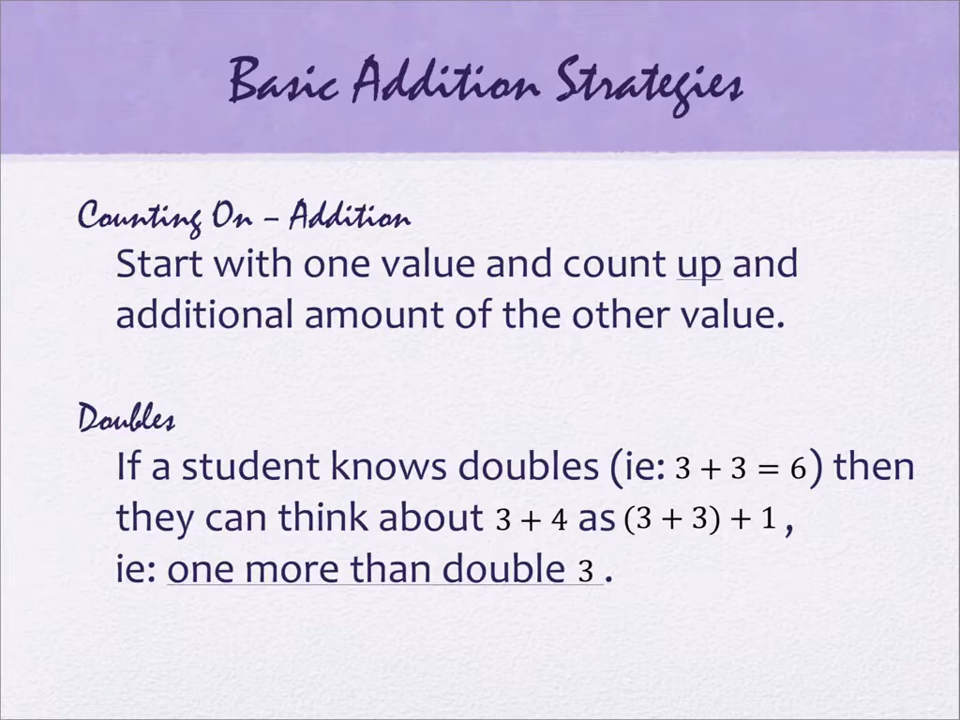 Basic Addition Strategies
Counting On – Addition
Start with one value and count up and
additional amount of the other value.
Doubles
If a student knows doubles (ie: 3 + 3 = 6) then
they can think about 3 + 4 as (3 + 3) + 1 ,
ie: one more than double 3 .